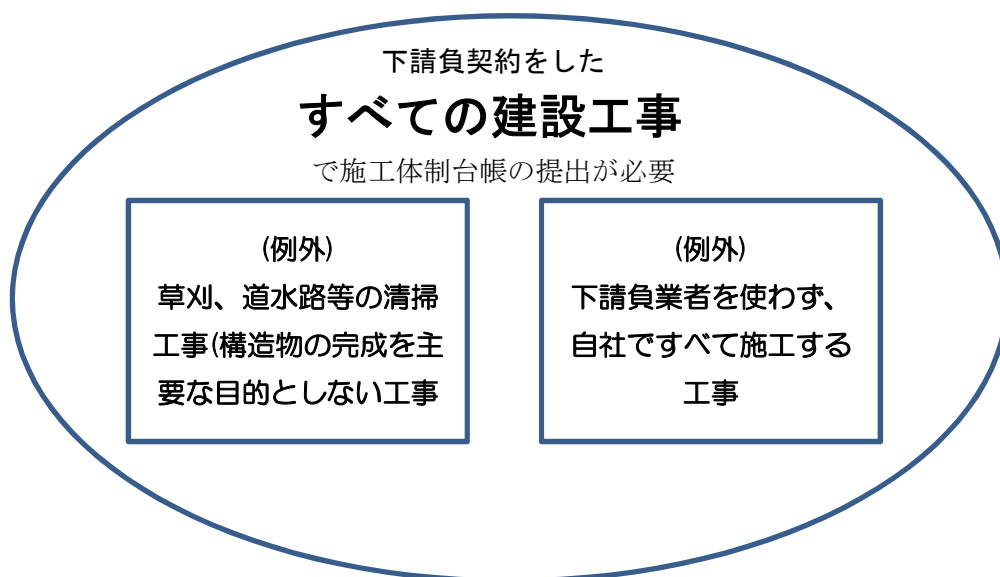 下請負契約をした
すべての建設工事
で施工体制台帳の提出が必要
(例外)
草刈、道水路等の清掃
工事(構造物の完成を主
要な目的としない工事
(例外)
下請負業者を使わず、
自社ですべて施工する
工事